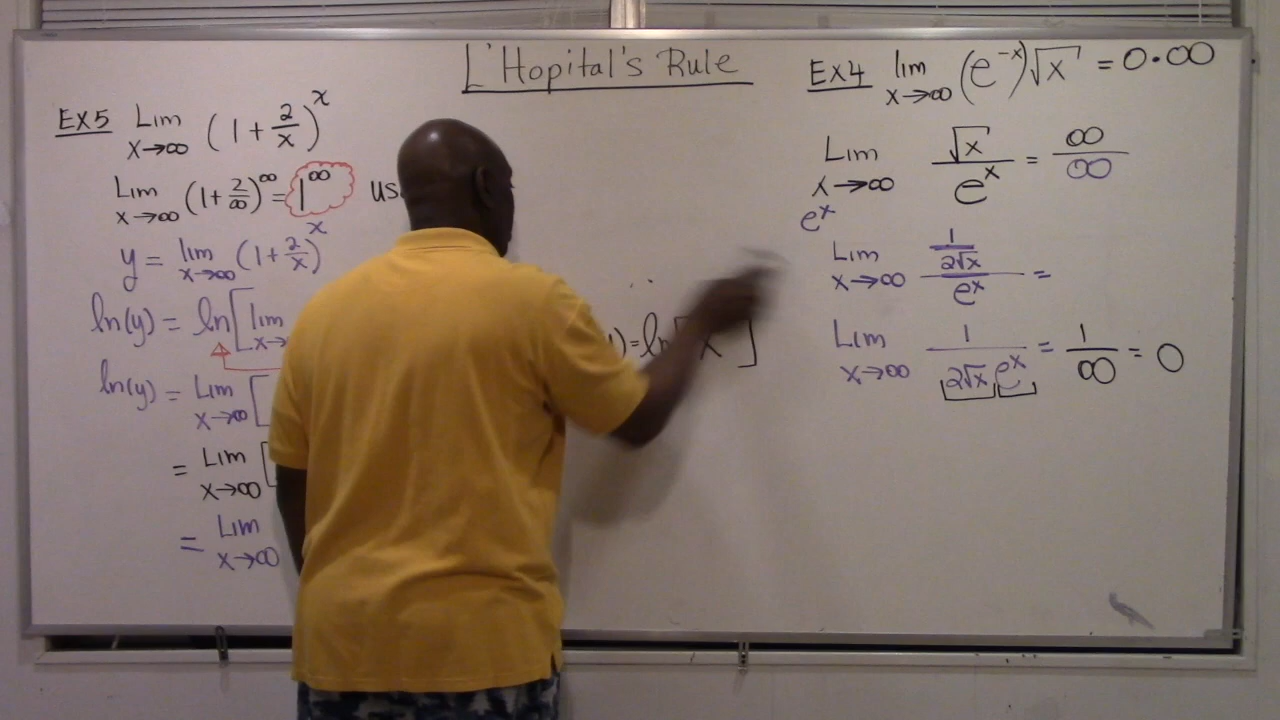 L'Hopital's Rule
EX5 Lim x→∞ (1 + 2/x)^x
Lim x→∞ (1 + 2/∞)^∞ = 1^∞
y = lim x→∞ (1 + 2/x)^x
ln(y) = ln[lim x→
ln(y) = Lim x→∞ [
= Lim x→∞ [
= Lim x→∞
) = ln[ x ]
EX4 lim x→∞ (e^-x)√x = 0·∞
Lim x→∞ √x / e^x = ∞/∞
e^x
Lim x→∞ (1/(2√x)) / e^x =
Lim x→∞ 1/(2√x e^x) = 1/∞ = 0